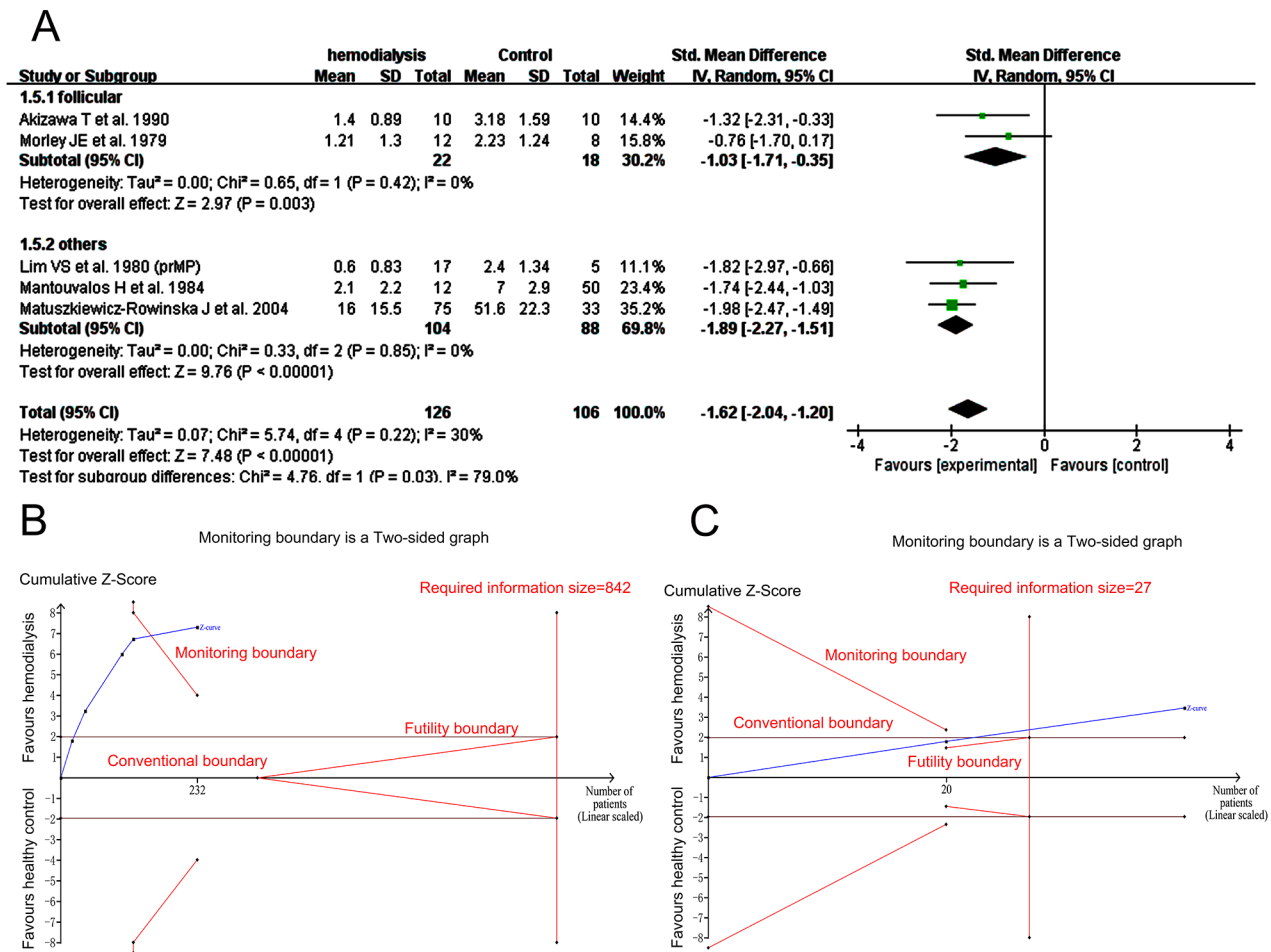 A
hemodialysis Control Std. Mean Difference Std. Mean Difference
Study or Subgroup Mean SD Total Mean SD Total Weight IV, Random, 95% CI IV, Random, 95% CI
1.5.1 follicular
Akizawa T et al. 1990 1.4 0.89 10 3.18 1.59 10 14.4% -1.32 [-2.31, -0.33]
Morley JE et al. 1979 1.21 1.3 12 2.23 1.24 8 15.8% -0.76 [-1.70, 0.17]
Subtotal (95% CI) 22 18 30.2% -1.03 [-1.71, -0.35]
Heterogeneity: Tau² = 0.00; Chi² = 0.65, df = 1 (P = 0.42); I² = 0%
Test for overall effect: Z = 2.97 (P = 0.003)
1.5.2 others
Lim VS et al. 1980 (prMP) 0.6 0.83 17 2.4 1.34 5 11.1% -1.82 [-2.97, -0.66]
Mantouvalos H et al. 1984 2.1 2.2 12 7 2.9 50 23.4% -1.74 [-2.44, -1.03]
Matuszkiewicz-Rowinska J et al. 2004 16 15.5 75 51.6 22.3 33 35.2% -1.98 [-2.47, -1.49]
Subtotal (95% CI) 104 88 69.8% -1.89 [-2.27, -1.51]
Heterogeneity: Tau² = 0.00; Chi² = 0.33, df = 2 (P = 0.85); I² = 0%
Test for overall effect: Z = 9.76 (P < 0.00001)
Total (95% CI) 126 106 100.0% -1.62 [-2.04, -1.20]
Heterogeneity: Tau² = 0.07; Chi² = 5.74, df = 4 (P = 0.22); I² = 30%
Test for overall effect: Z = 7.48 (P < 0.00001)
Test for subgroup differences: Chi² = 4.76, df = 1 (P = 0.03), I² = 79.0%
-4 -2 0 2 4
Favours [experimental] Favours [control]
B
Monitoring boundary is a Two-sided graph
Cumulative Z-Score
Required information size=842
8
7
6
5
4
3
2
1
-1
-2
-3
-4
-5
-6
-7
-8
Favours hemodialysis
Favours healthy control
Z-curve
Monitoring boundary
Futility boundary
Conventional boundary
232
Number of
patients
(Linear scaled)
C
Monitoring boundary is a Two-sided graph
Cumulative Z-Score
Required information size=27
8
7
6
5
4
3
2
1
-1
-2
-3
-4
-5
-6
-7
-8
Favours hemodialysis
Favours healthy control
Monitoring boundary
Conventional boundary
Z-curve
Futility boundary
20
Number of
patients
(Linear scaled)